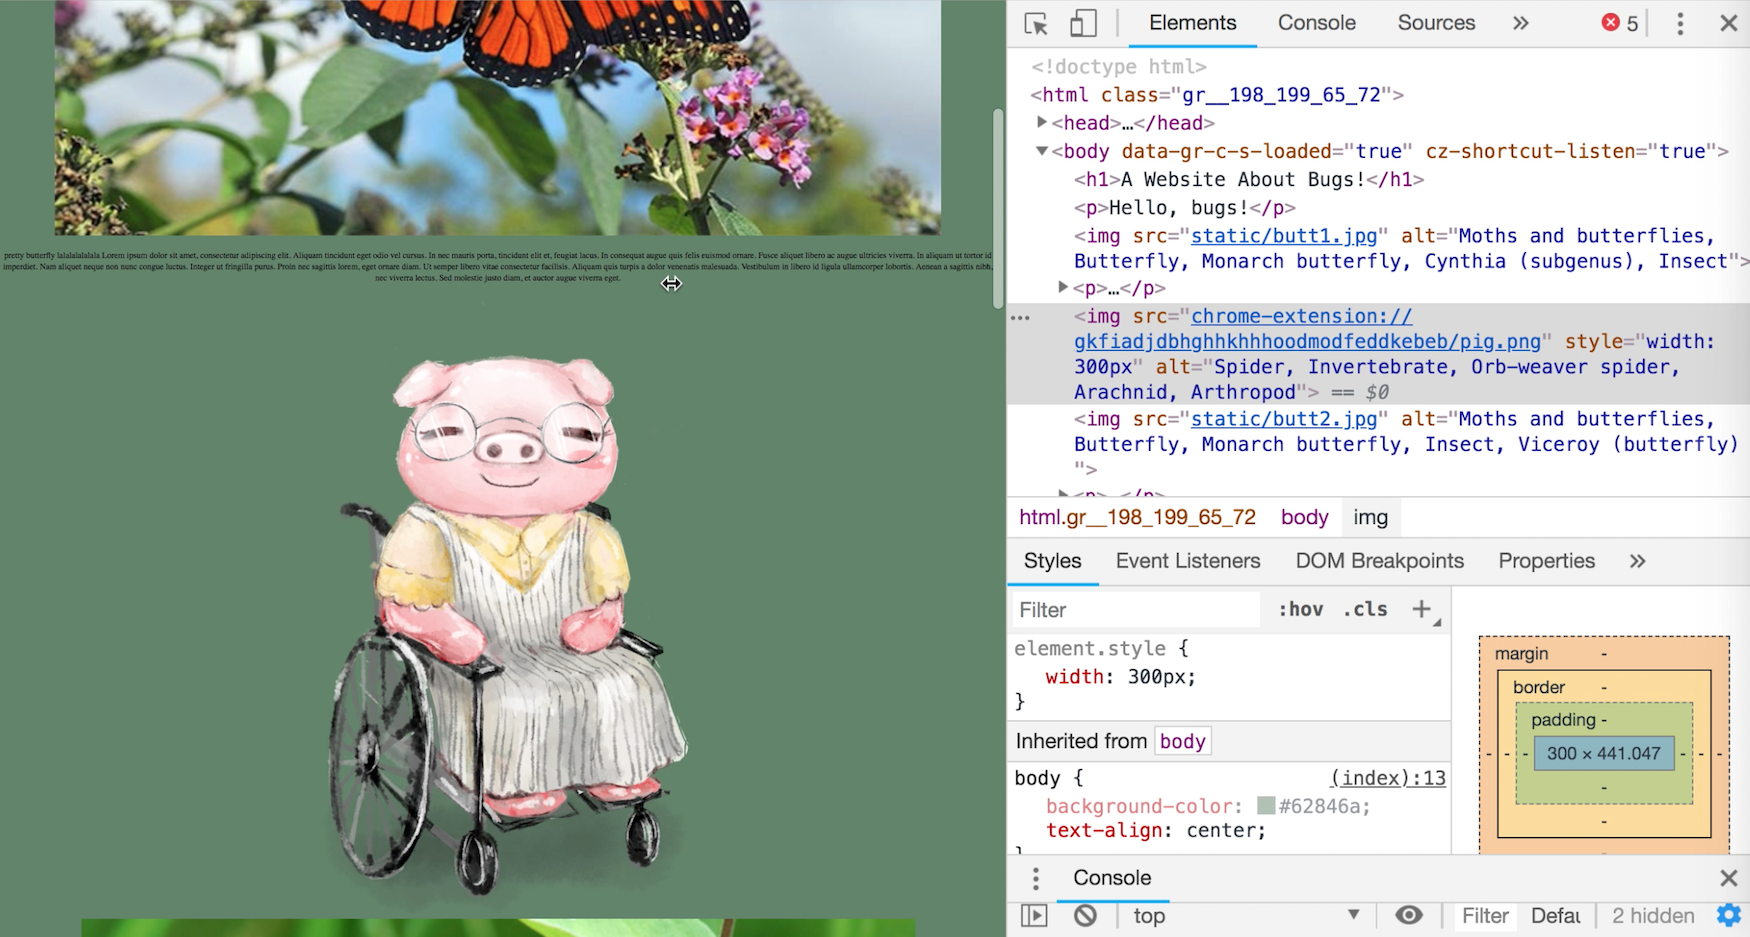 pretty butterfly lalalalalalala Lorem ipsum dolor sit amet, consectetur adipiscing elit. Aliquam tincidunt eget odio vel cursus. In nec mauris porta, tincidunt elit et, feugiat lacus. In consequat augue quis felis euismod ornare. Fusce aliquet libero ac augue ultricies viverra. In aliquam ut tortor id
imperdiet. Nam aliquet neque non nunc congue luctus. Integer ut fringilla purus. Proin nec sagittis lorem, eget ornare diam. Ut semper libero vitae consectetur facilisis. Aliquam quis turpis a dolor venenatis malesuada. Vestibulum in libero id ligula ullamcorper lobortis. Aenean a sagittis nibh,
nec viverra lectus. Sed molestie justo diam, et auctor augue viverra eget.
Elements Console Sources » 5
<!doctype html>
<html class="gr__198_199_65_72">
<head>…</head>
<body data-gr-c-s-loaded="true" cz-shortcut-listen="true">
<h1>A Website About Bugs!</h1>
<p>Hello, bugs!</p>
<img src="static/butt1.jpg" alt="Moths and butterflies,
Butterfly, Monarch butterfly, Cynthia (subgenus), Insect">
<p>…</p>
<img src="chrome-extension://
gkfiadjdbhghhkhhhoodmodfeddkebeb/pig.png" style="width:
300px" alt="Spider, Invertebrate, Orb-weaver spider,
Arachnid, Arthropod"> == $0
<img src="static/butt2.jpg" alt="Moths and butterflies,
Butterfly, Monarch butterfly, Insect, Viceroy (butterfly)
">
<p>…</p>
html.gr__198_199_65_72 body img
Styles Event Listeners DOM Breakpoints Properties »
Filter :hov .cls +
element.style {
width: 300px;
}
Inherited from body
body { (index):13
background-color: #62846a;
text-align: center;
}
margin -
border -
padding -
- - - 300 × 441.047 - - -
-
-
Console
top Filter Defau 2 hidden